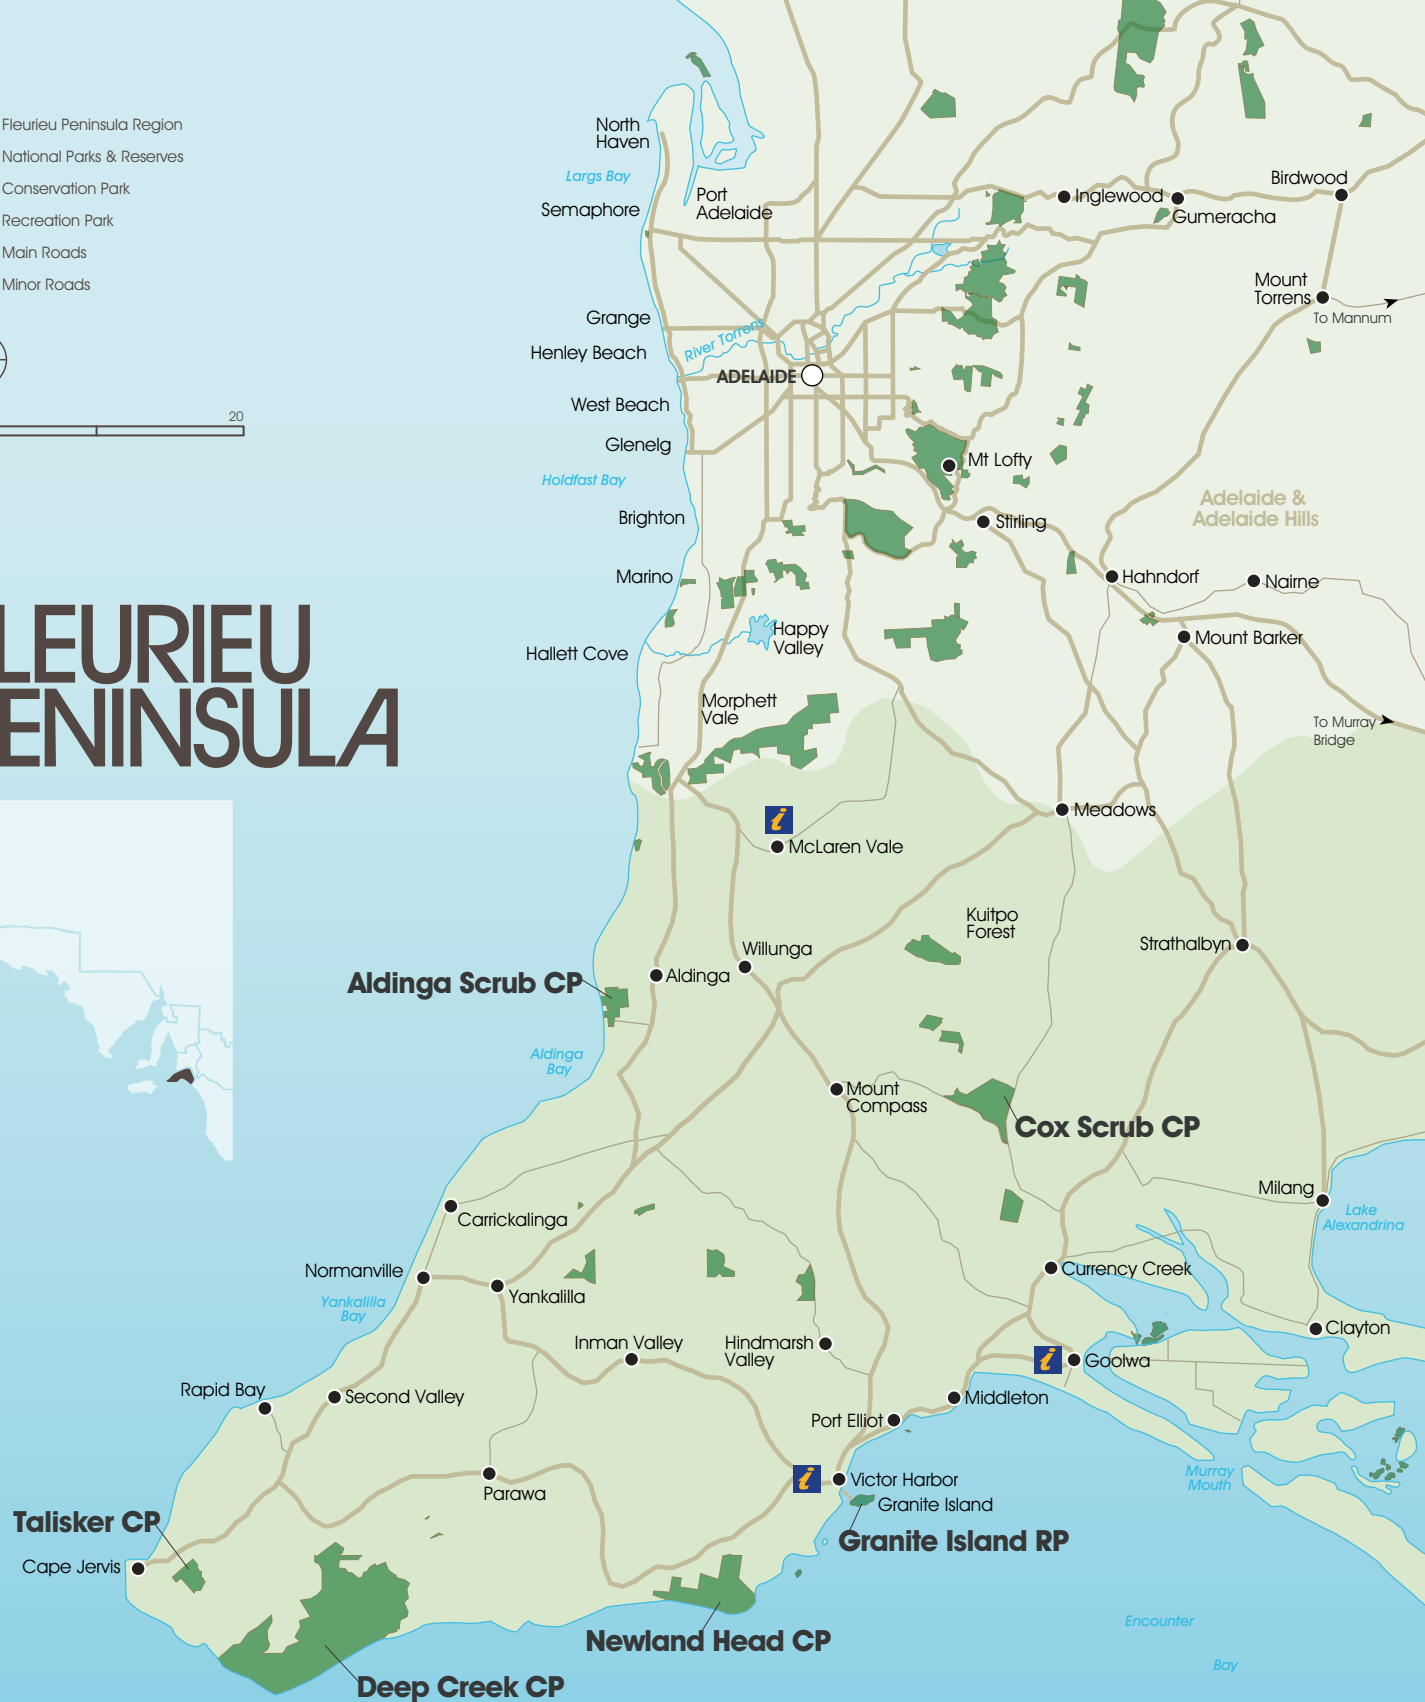 Fleurieu Peninsula Region
National Parks & Reserves
Conservation Park
Recreation Park
Main Roads
Minor Roads
20
LEURIEU
ENINSULA
North
Haven
Largs Bay
Semaphore
Port
Adelaide
Grange
Henley Beach
River Torrens
ADELAIDE
West Beach
Glenelg
Holdfast Bay
Brighton
Marino
Hallett Cove
Happy
Valley
Morphett
Vale
Inglewood
Gumeracha
Birdwood
Mount
Torrens
To Mannum
Mt Lofty
Stirling
Adelaide &
Adelaide Hills
Hahndorf
Nairne
Mount Barker
To Murray
Bridge
i
McLaren Vale
Meadows
Kuitpo
Forest
Strathalbyn
Willunga
Aldinga
Aldinga Scrub CP
Aldinga
Bay
Mount
Compass
Cox Scrub CP
Milang
Lake
Alexandrina
Carrickalinga
Normanville
Yankalilla
Bay
Yankalilla
Currency Creek
Clayton
Inman Valley
Hindmarsh
Valley
i
Goolwa
Rapid Bay
Second Valley
Middleton
Port Elliot
Murray
Mouth
Parawa
i
Victor Harbor
Granite Island
Granite Island RP
Talisker CP
Cape Jervis
Newland Head CP
Deep Creek CP
Encounter
Bay